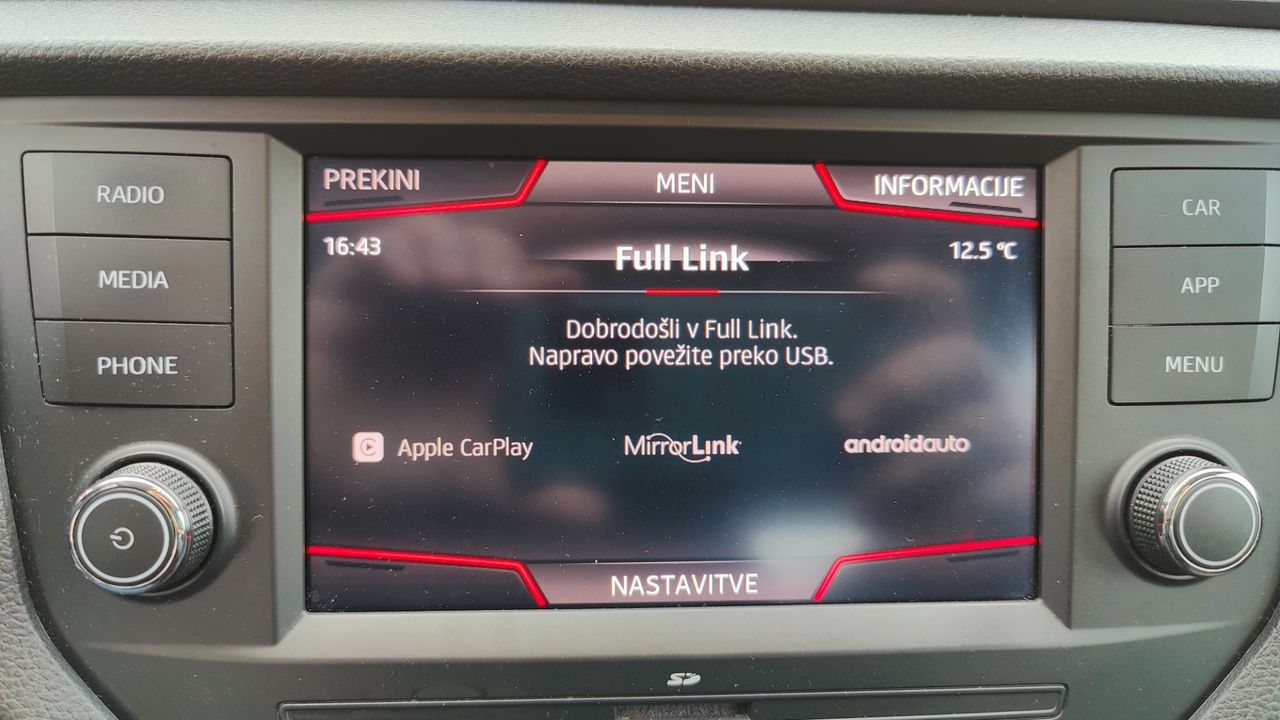 RADIO
MEDIA
PHONE
PREKINI
MENI
INFORMACIJE
16:43
Full Link
12.5 °C
Dobrodošli v Full Link.
Napravo povežite preko USB.
Apple CarPlay
MirrorLink
androidauto
NASTAVITVE
CAR
APP
MENU
SD